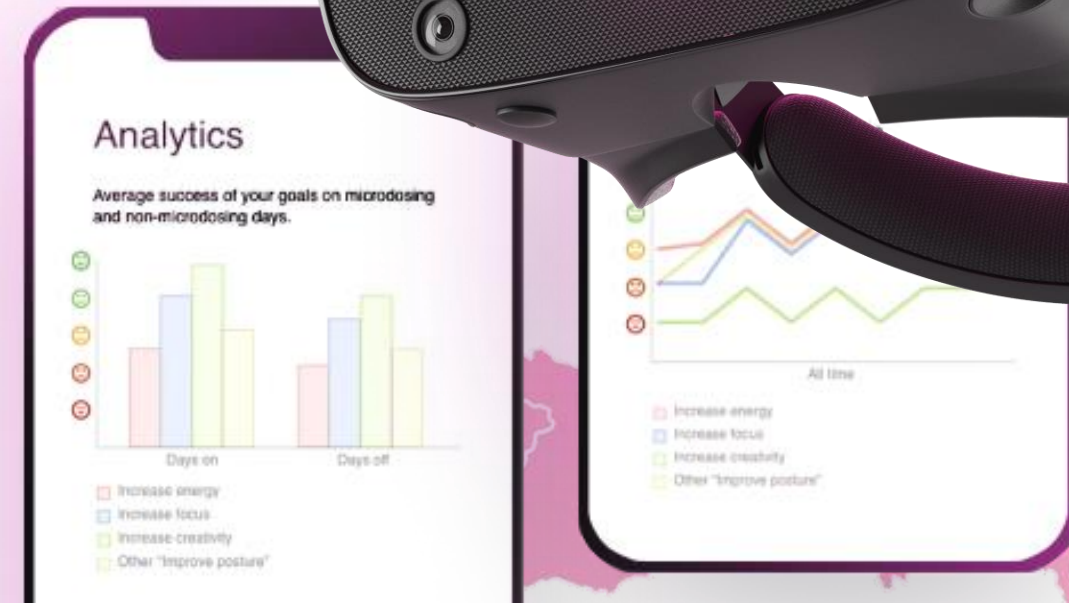 Analytics
Average success of your goals on microdosing
and non-microdosing days.
Days on
Days off
Increase energy
Increase focus
Increase creativity
Other "Improve posture"
All time
Increase energy
Increase focus
Increase creativity
Other "Improve posture"